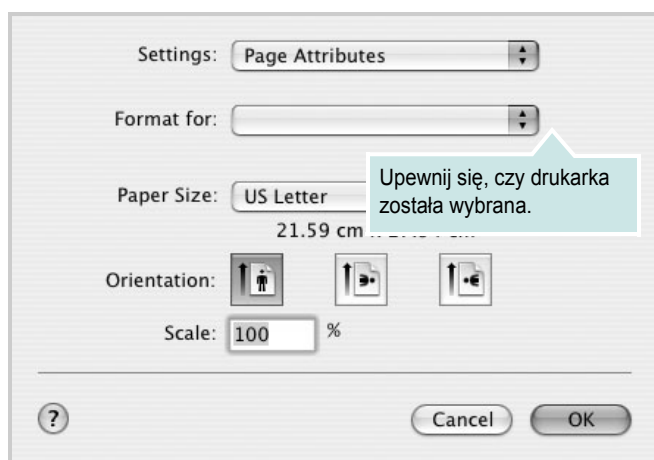 Settings: Page Attributes
Format for:
Upewnij się, czy drukarka
została wybrana.
Paper Size: US Letter
21.59 cm
Orientation:
Scale: 100 %
? Cancel OK